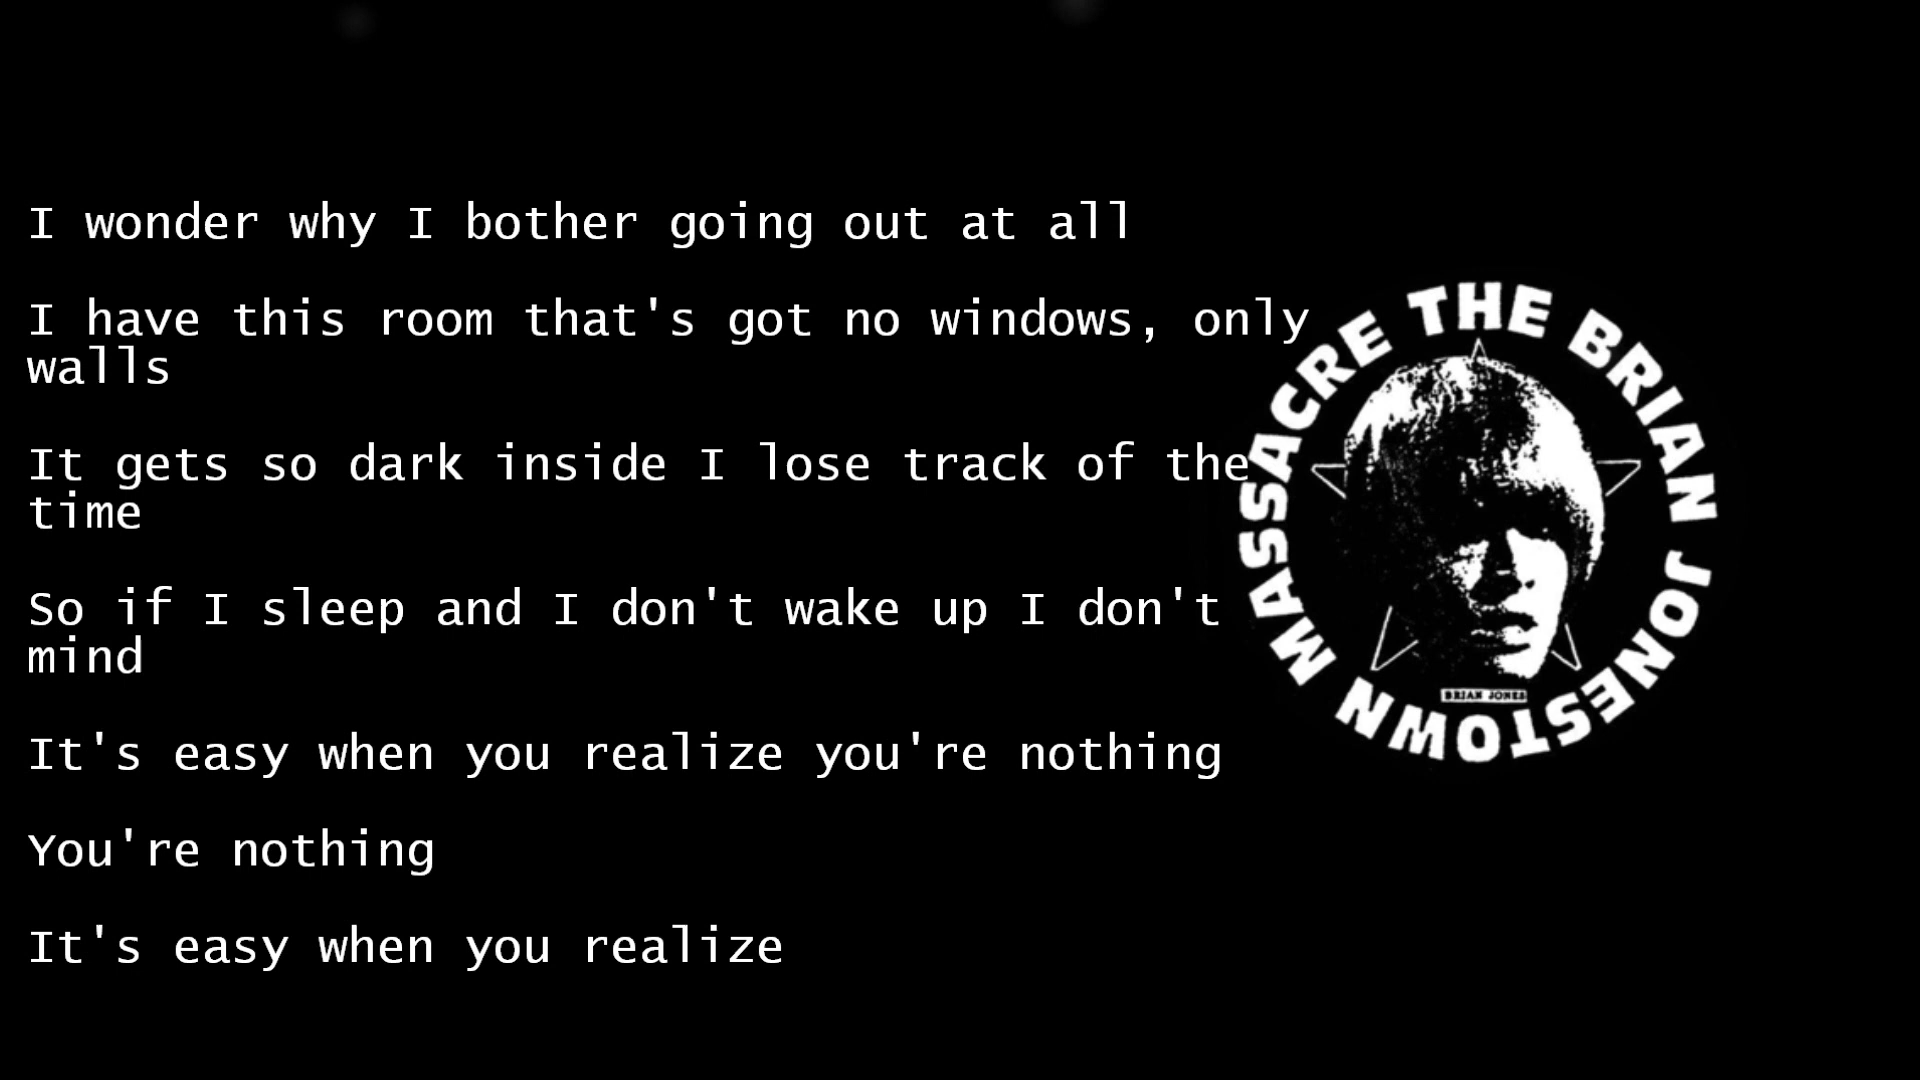 I wonder why I bother going out at all
I have this room that's got no windows, only
walls
It gets so dark inside I lose track of the
time
So if I sleep and I don't wake up I don't
mind
It's easy when you realize you're nothing
You're nothing
It's easy when you realize
THE BRIAN JONESTOWN MASSACRE
BRIAN JONES